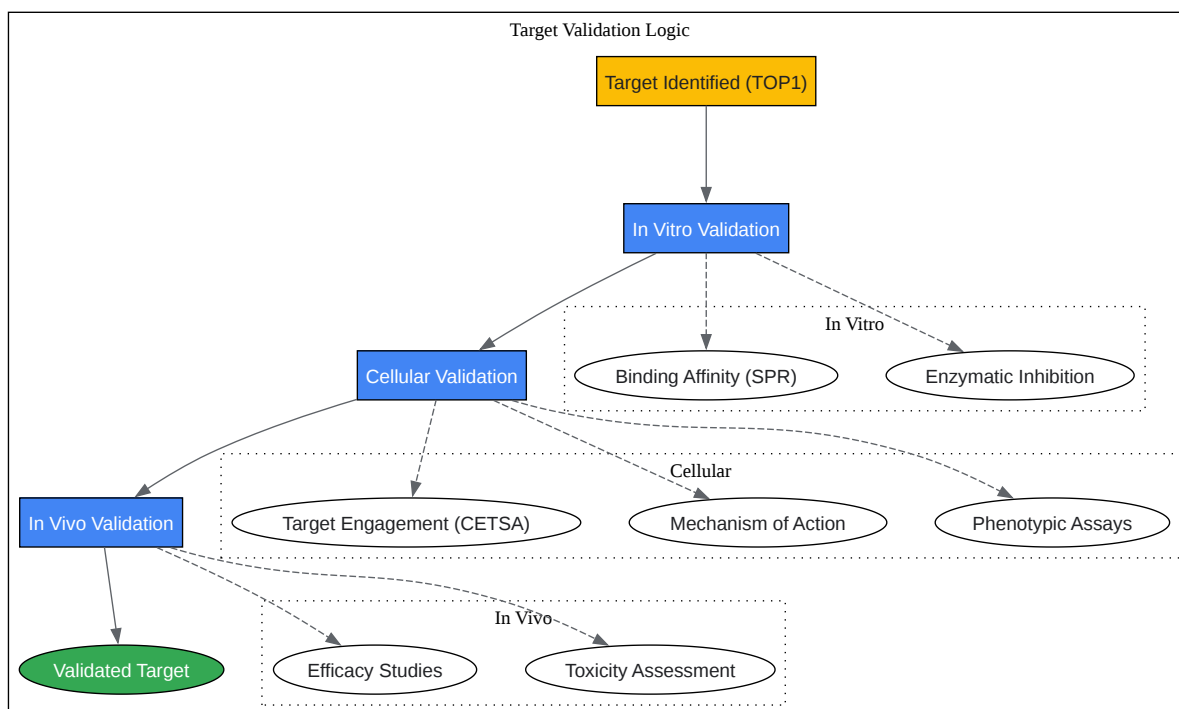 Target Validation Logic
Target Identified (TOP1)
In Vitro Validation
In Vitro
Cellular Validation
Binding Affinity (SPR)
Enzymatic Inhibition
Cellular
In Vivo Validation
Target Engagement (CETSA)
Mechanism of Action
Phenotypic Assays
In Vivo
Validated Target
Efficacy Studies
Toxicity Assessment